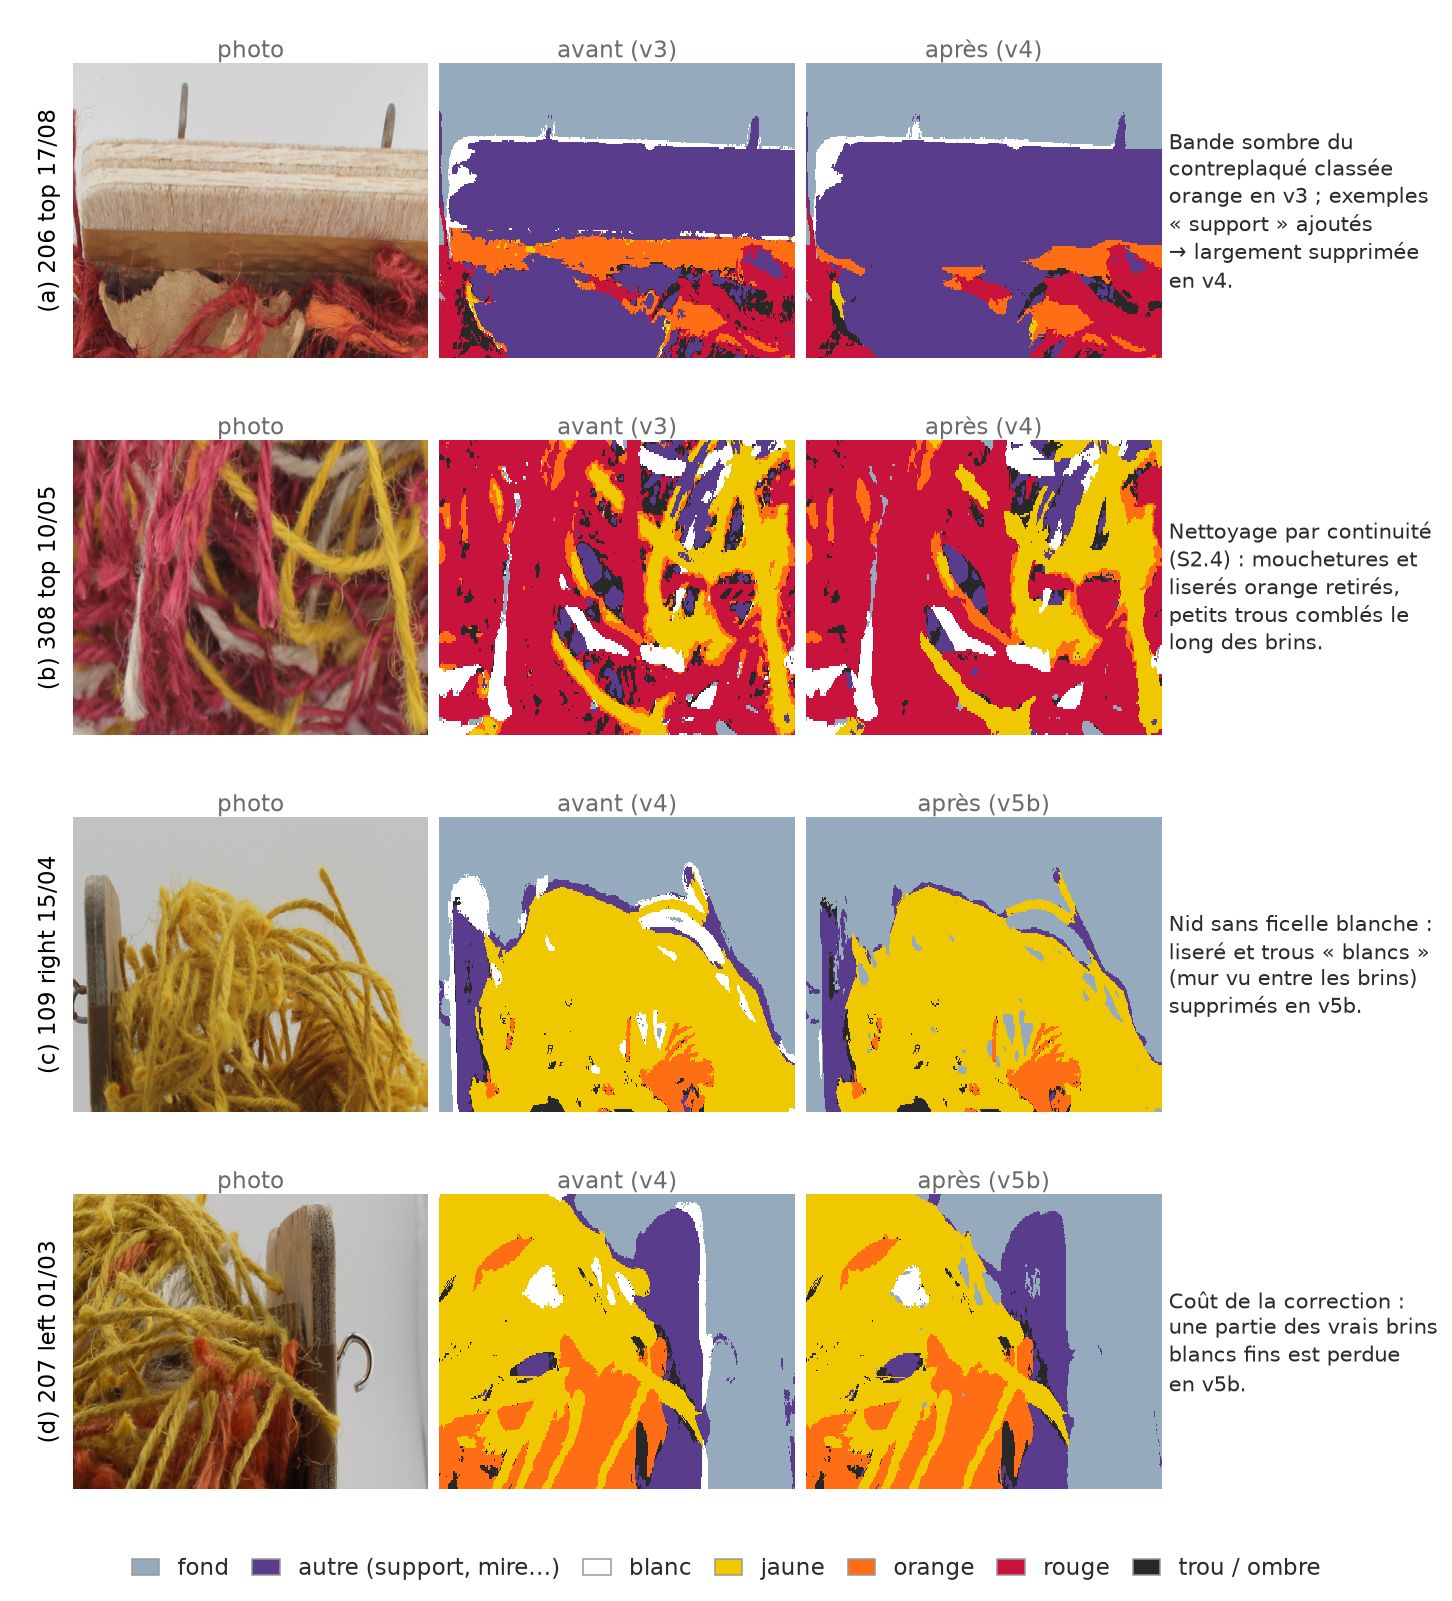 photo
avant (v3)
après (v4)
(a) 206 top 17/08
Bande sombre du
contreplaqué classée
orange en v3 ; exemples
« support » ajoutés
→ largement supprimée
en v4.
photo
avant (v3)
après (v4)
(b) 308 top 10/05
Nettoyage par continuité
(S2.4) : mouchetures et
liserés orange retirés,
petits trous comblés le
long des brins.
photo
avant (v4)
après (v5b)
(c) 109 right 15/04
Nid sans ficelle blanche :
liseré et trous « blancs »
(mur vu entre les brins)
supprimés en v5b.
photo
avant (v4)
après (v5b)
(d) 207 left 01/03
Coût de la correction :
une partie des vrais brins
blancs fins est perdue
en v5b.
fond
autre (support, mire…)
blanc
jaune
orange
rouge
trou / ombre